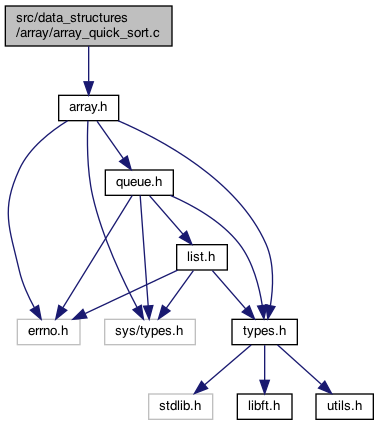 src/data_structures
/array/array_quick_sort.c
array.h
queue.h
list.h
errno.h
sys/types.h
types.h
stdlib.h
libft.h
utils.h